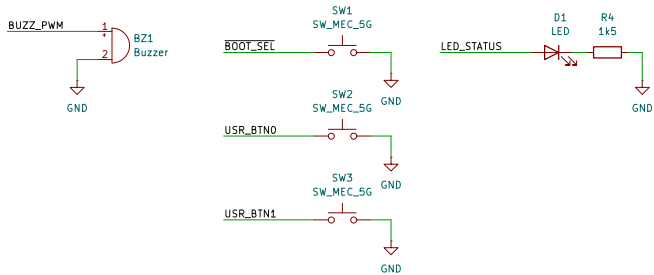 BUZZ_PWM
1
+
2
BZ1
Buzzer
GND
SW1
SW_MEC_5G
BOOT_SEL
GND
SW2
SW_MEC_5G
USR_BTN0
GND
SW3
SW_MEC_5G
USR_BTN1
GND
D1
LED
R4
1k5
LED_STATUS
GND